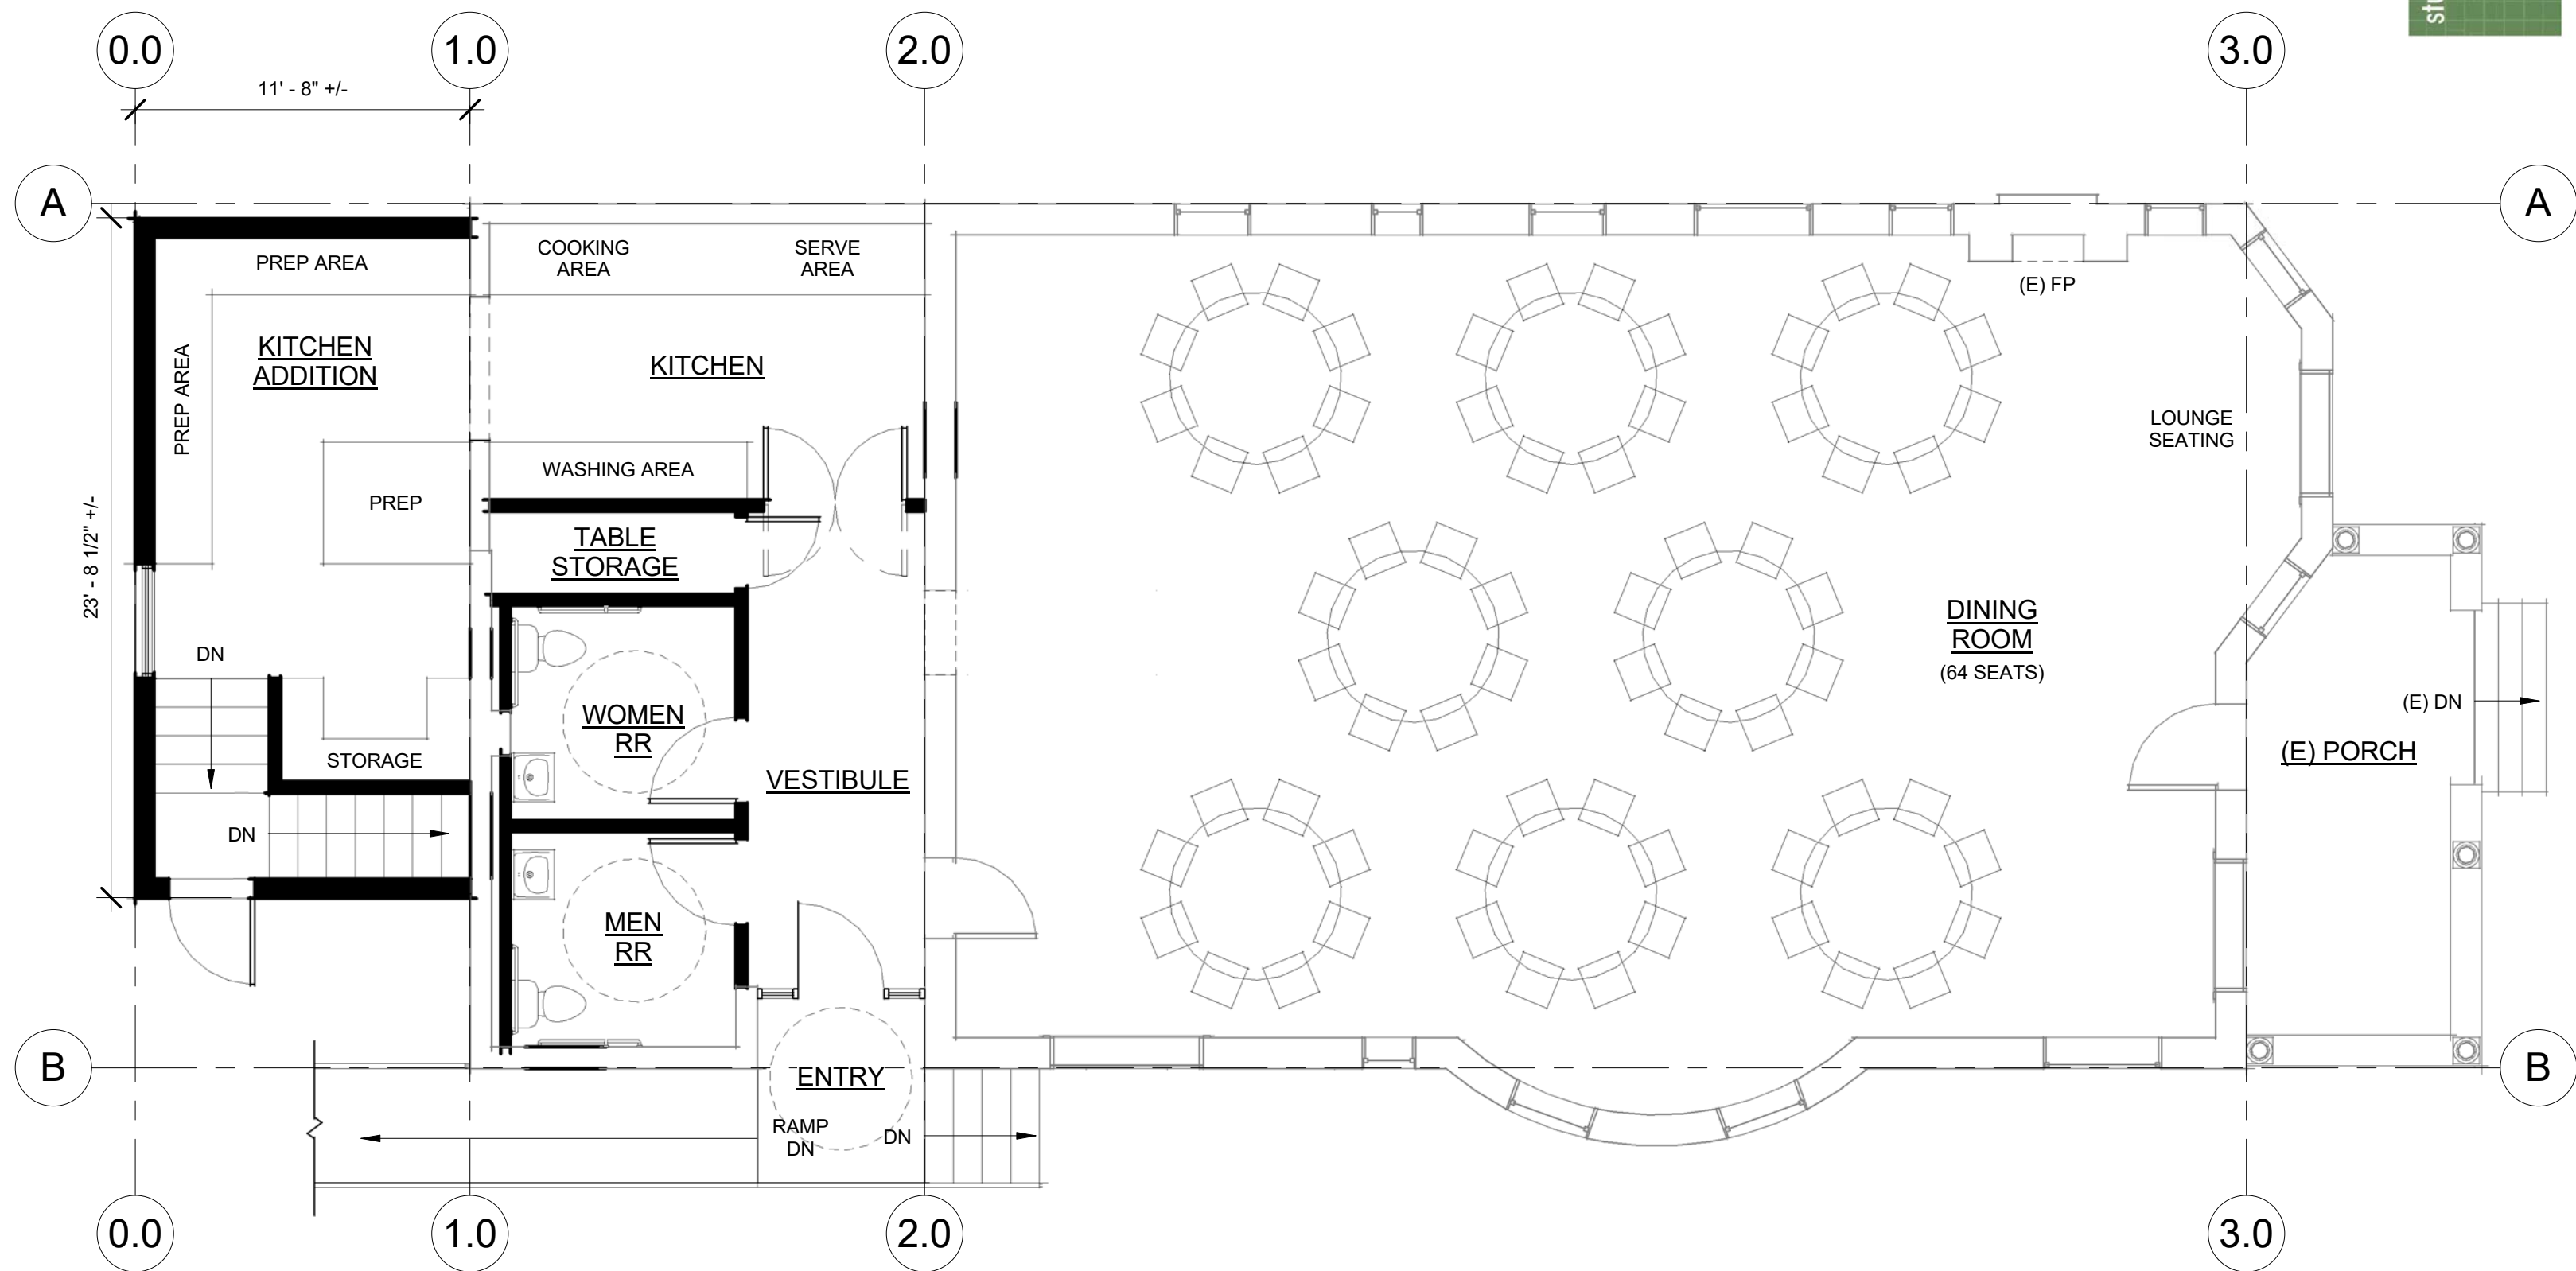 0.0
1.0
2.0
3.0
11' - 8" +/-
A
A
PREP AREA
COOKING
AREA
SERVE
AREA
(E) FP
KITCHEN
ADDITION
PREP AREA
KITCHEN
LOUNGE
SEATING
WASHING AREA
PREP
23' - 8 1/2" +/-
TABLE
STORAGE
DINING
ROOM
(64 SEATS)
DN
WOMEN
RR
(E) DN
STORAGE
VESTIBULE
(E) PORCH
DN
MEN
RR
B
ENTRY
B
RAMP
DN
DN
0.0
1.0
2.0
3.0